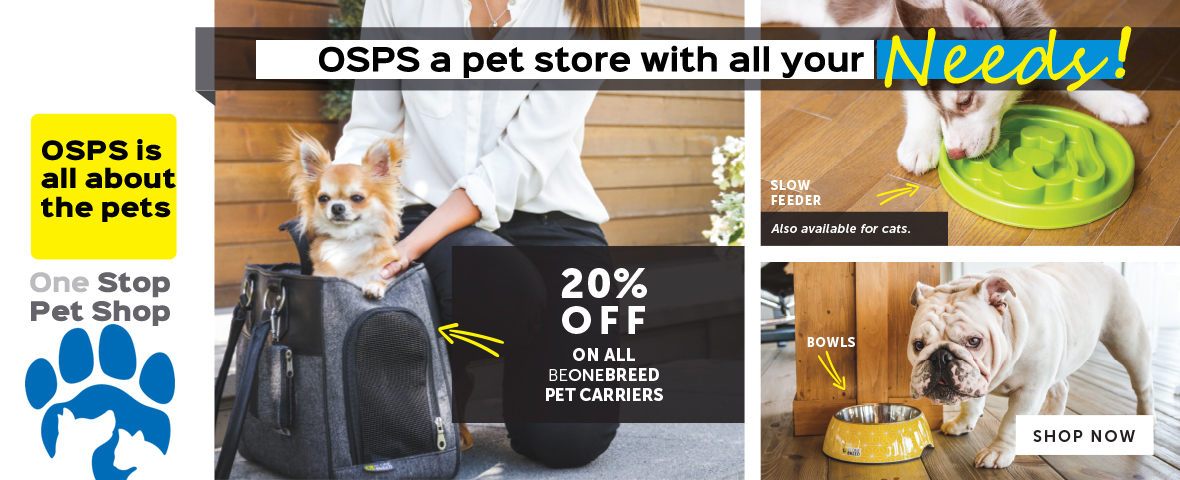 OSPS a pet store with all your Needs!
OSPS is
all about
the pets
One Stop
Pet Shop
20%
OFF
ON ALL
BEONEBREED
PET CARRIERS
SLOW
FEEDER
Also available for cats.
BOWLS
SHOP NOW